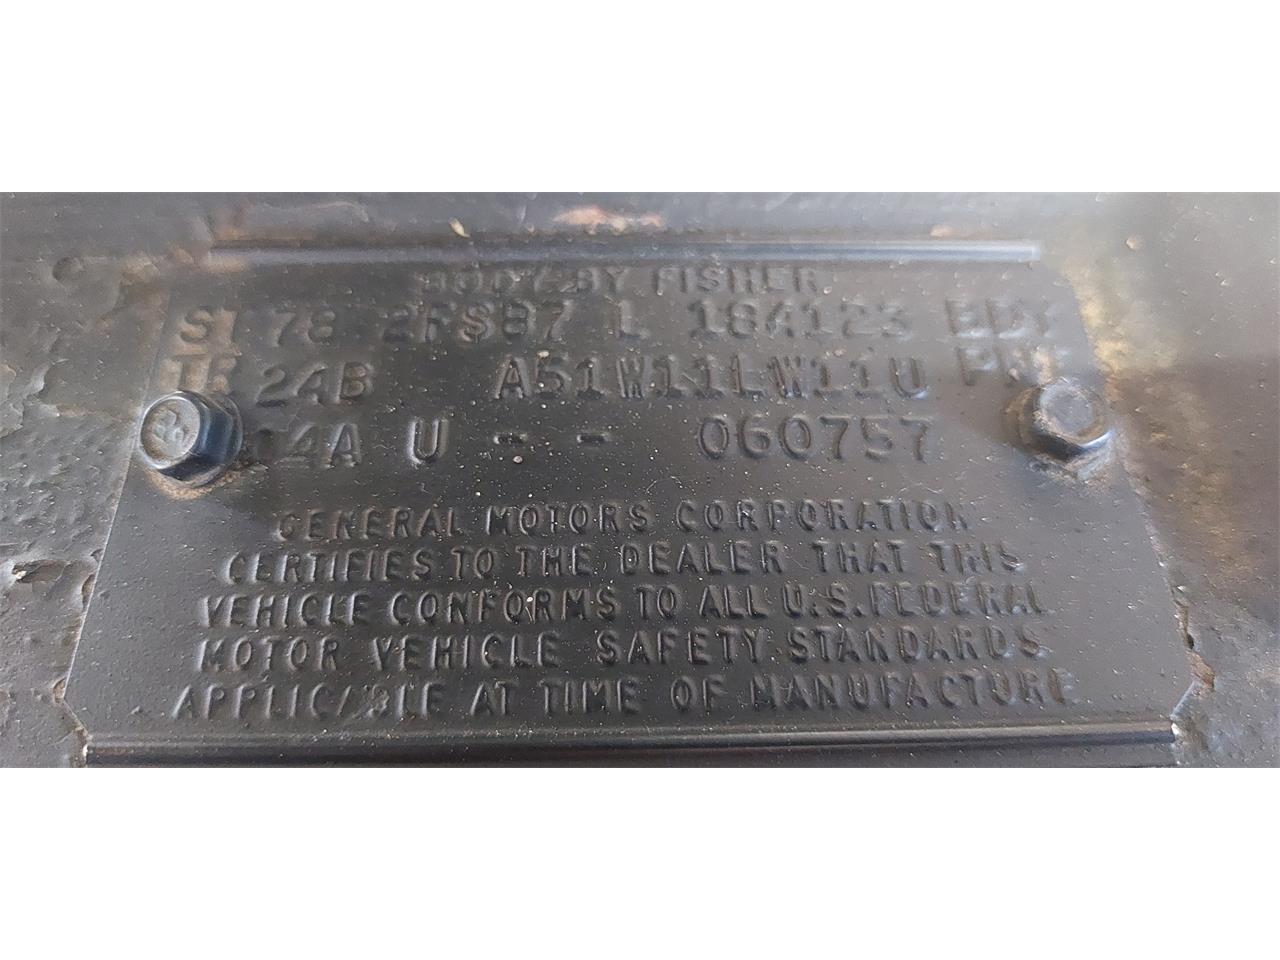 BODY BY FISHER
ST 78 2FS87 L 184123 BDY
TR 24B A51W11LW11U PNT
04A U - - 060757
GENERAL MOTORS CORPORATION
CERTIFIES TO THE DEALER THAT THIS
VEHICLE CONFORMS TO ALL U.S. FEDERAL
MOTOR VEHICLE SAFETY STANDARDS
APPLICABLE AT TIME OF MANUFACTURE